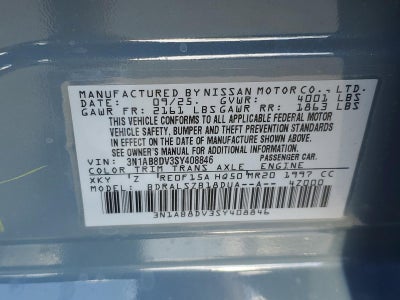 MANUFACTURED BY NISSAN MOTOR CO., LTD.
DATE: 09/25 GVWR: 4001 LBS
GAWR FR: 2161 LBS GAWR RR: 1863 LBS
THIS VEHICLE CONFORMS TO ALL APPLICABLE FEDERAL MOTOR
VEHICLE SAFETY, BUMPER AND THEFT PREVENTION STANDARDS
IN EFFECT ON THE DATE OF MANUFACTURE SHOWN ABOVE.
SEE OWNER'S MANUAL FOR ADDITIONAL INFORMATION
VIN: 3N1AB8DV3SY408846 PASSENGER CAR.
COLOR TRIM TRANS AXLE ENGINE
XKY Z RE0F15A HQ50 MR20 1997 CC
MODEL: BDRALSZB18DUA--A-- 47000
3N1AB8DV3SY408846